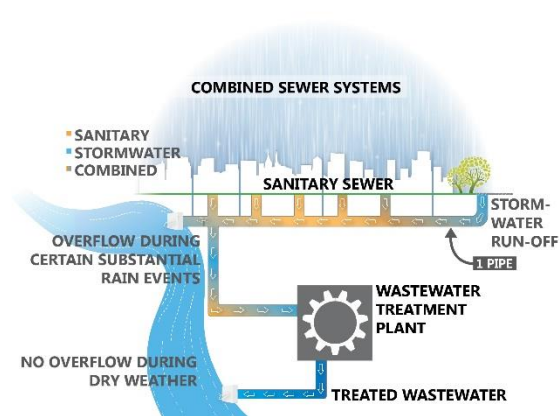 COMBINED SEWER SYSTEMS
SANITARY
STORMWATER
COMBINED
SANITARY SEWER
STORM-
WATER
RUN-OFF
OVERFLOW DURING
CERTAIN SUBSTANTIAL
RAIN EVENTS
1 PIPE
WASTEWATER
TREATMENT
PLANT
NO OVERFLOW DURING
DRY WEATHER
TREATED WASTEWATER